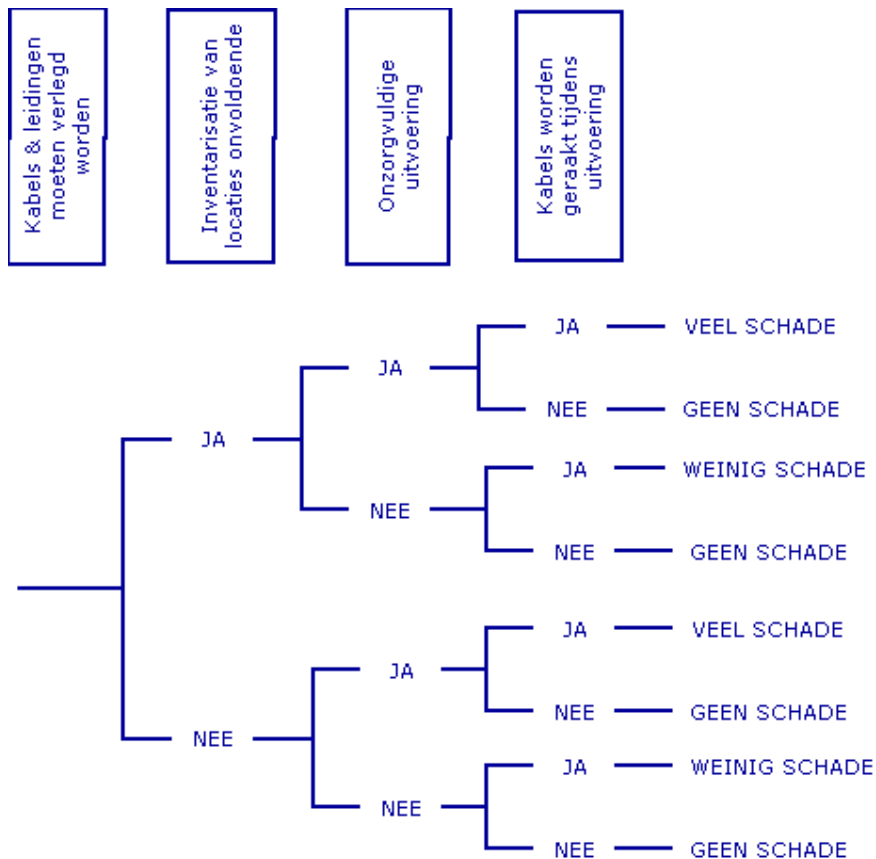 Kabels & leidingen
moeten verlegd
worden
Inventarisatie van
locaties onvoldoende
Onzorgvuldige
uitvoering
Kabels worden
geraakt tijdens
uitvoering
JA
VEEL SCHADE
JA
NEE
GEEN SCHADE
JA
JA
WEINIG SCHADE
NEE
NEE
GEEN SCHADE
JA
VEEL SCHADE
JA
NEE
GEEN SCHADE
NEE
JA
WEINIG SCHADE
NEE
NEE
GEEN SCHADE